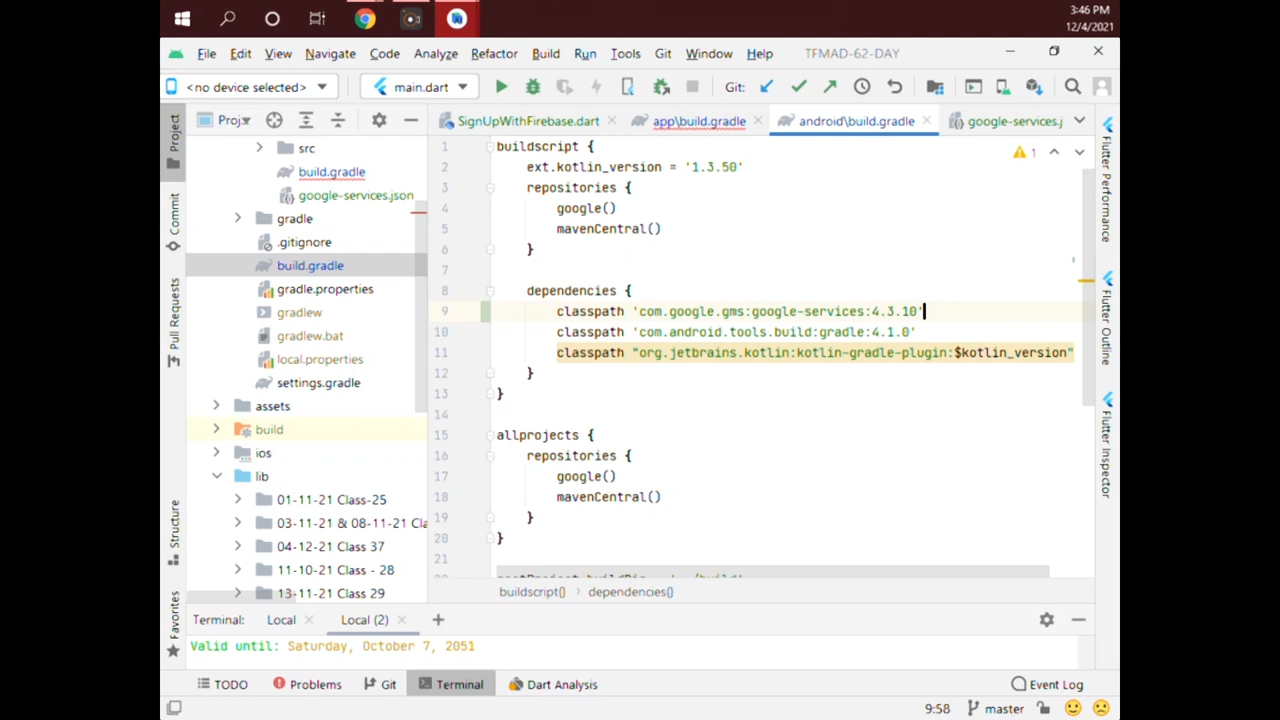 3:46 PM
12/4/2021
File Edit View Navigate Code Analyze Refactor Build Run Tools Git Window Help TFMAD-62-DAY
<no device selected> main.dart Git:
Project
Proj
SignUpWithFirebase.dart app\build.gradle android\build.gradle google-services.j
src
build.gradle
google-services.json
gradle
.gitignore
build.gradle
gradle.properties
gradlew
gradlew.bat
local.properties
settings.gradle
assets
build
ios
lib
01-11-21 Class-25
03-11-21 & 08-11-21 Cla
04-12-21 Class 37
11-10-21 Class - 28
13-11-21 Class 29
Commit
Pull Requests
Structure
Favorites
1 buildscript {
2 ext.kotlin_version = '1.3.50'
3 repositories {
4 google()
5 mavenCentral()
6 }
7
8 dependencies {
9 classpath 'com.google.gms:google-services:4.3.10'
10 classpath 'com.android.tools.build:gradle:4.1.0'
11 classpath "org.jetbrains.kotlin:kotlin-gradle-plugin:$kotlin_version"
12 }
13 }
14
15 allprojects {
16 repositories {
17 google()
18 mavenCentral()
19 }
20 }
21
1
buildscript{} dependencies{}
Flutter Performance
Flutter Outline
Flutter Inspector
Terminal: Local Local (2)
Valid until: Saturday, October 7, 2051
TODO Problems Git Terminal Dart Analysis Event Log
9:58 master